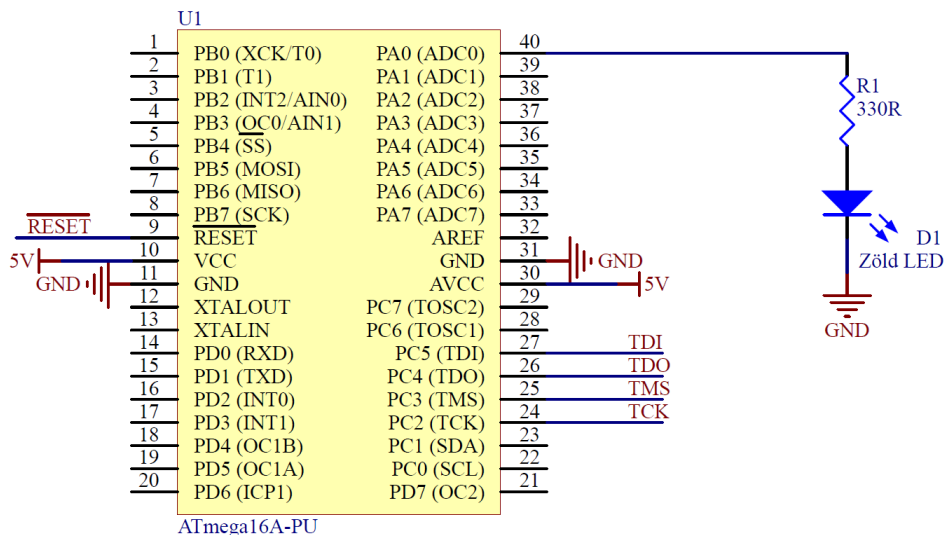 U1
1 PB0 (XCK/T0) PA0 (ADC0) 40
2 PB1 (T1) PA1 (ADC1) 39
3 PB2 (INT2/AIN0) PA2 (ADC2) 38
4 PB3 (OC0/AIN1) PA3 (ADC3) 37
5 PB4 (SS) PA4 (ADC4) 36
6 PB5 (MOSI) PA5 (ADC5) 35
7 PB6 (MISO) PA6 (ADC6) 34
8 PB7 (SCK) PA7 (ADC7) 33
RESET 9 RESET AREF 32
5V 10 VCC GND 31 GND
GND 11 GND AVCC 30 5V
12 XTALOUT PC7 (TOSC2) 29
13 XTALIN PC6 (TOSC1) 28
14 PD0 (RXD) PC5 (TDI) 27 TDI
15 PD1 (TXD) PC4 (TDO) 26 TDO
16 PD2 (INT0) PC3 (TMS) 25 TMS
17 PD3 (INT1) PC2 (TCK) 24 TCK
18 PD4 (OC1B) PC1 (SDA) 23
19 PD5 (OC1A) PC0 (SCL) 22
20 PD6 (ICP1) PD7 (OC2) 21
ATmega16A-PU
R1
330R
D1
Zöld LED
GND